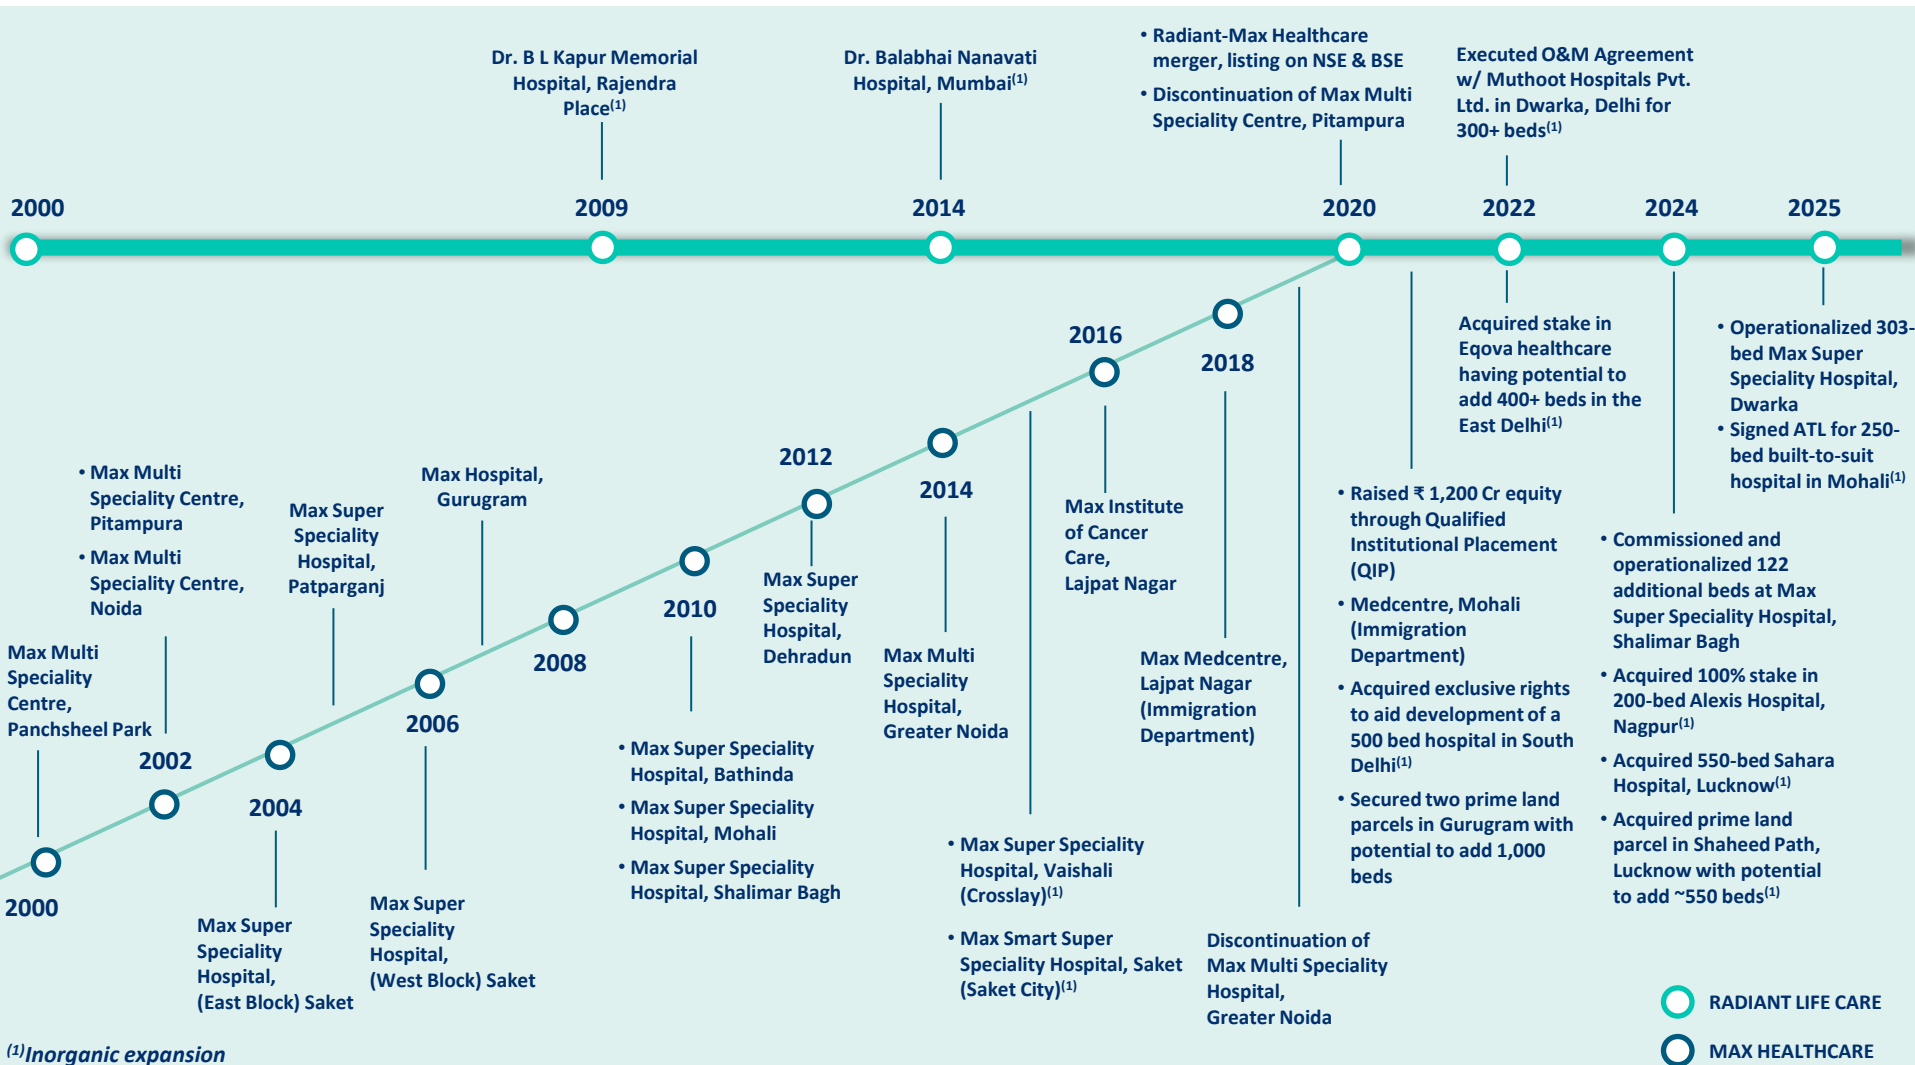 Dr. B L Kapur Memorial
Hospital, Rajendra
Place(1)
Dr. Balabhai Nanavati
Hospital, Mumbai(1)
• Radiant-Max Healthcare
merger, listing on NSE & BSE
• Discontinuation of Max Multi
Speciality Centre, Pitampura
Executed O&M Agreement
w/ Muthoot Hospitals Pvt.
Ltd. in Dwarka, Delhi for
300+ beds(1)
2000
2009
2014
2020
2022
2024
2025
Max Multi
Speciality
Centre,
Panchsheel Park
2000
• Max Multi
Speciality Centre,
Pitampura
• Max Multi
Speciality Centre,
Noida
2002
2004
Max Super
Speciality
Hospital,
(East Block) Saket
Max Super
Speciality
Hospital,
Patparganj
2006
Max Super
Speciality
Hospital,
(West Block) Saket
Max Hospital,
Gurugram
2008
2010
• Max Super Speciality
Hospital, Bathinda
• Max Super Speciality
Hospital, Mohali
• Max Super Speciality
Hospital, Shalimar Bagh
2012
Max Super
Speciality
Hospital,
Dehradun
2014
Max Multi
Speciality
Hospital,
Greater Noida
• Max Super Speciality
Hospital, Vaishali
(Crosslay)(1)
• Max Smart Super
Speciality Hospital, Saket
(Saket City)(1)
2016
Max Institute
of Cancer
Care,
Lajpat Nagar
2018
Max Medcentre,
Lajpat Nagar
(Immigration
Department)
Discontinuation of
Max Multi Speciality
Hospital,
Greater Noida
• Raised ₹ 1,200 Cr equity
through Qualified
Institutional Placement
(QIP)
• Medcentre, Mohali
(Immigration
Department)
• Acquired exclusive rights
to aid development of a
500 bed hospital in South
Delhi(1)
• Secured two prime land
parcels in Gurugram with
potential to add 1,000
beds
Acquired stake in
Eqova healthcare
having potential to
add 400+ beds in the
East Delhi(1)
• Commissioned and
operationalized 122
additional beds at Max
Super Speciality Hospital,
Shalimar Bagh
• Acquired 100% stake in
200-bed Alexis Hospital,
Nagpur(1)
• Acquired 550-bed Sahara
Hospital, Lucknow(1)
• Acquired prime land
parcel in Shaheed Path,
Lucknow with potential
to add ~550 beds(1)
• Operationalized 303-
bed Max Super
Speciality Hospital,
Dwarka
• Signed ATL for 250-
bed built-to-suit
hospital in Mohali(1)
RADIANT LIFE CARE
MAX HEALTHCARE
(1)Inorganic expansion